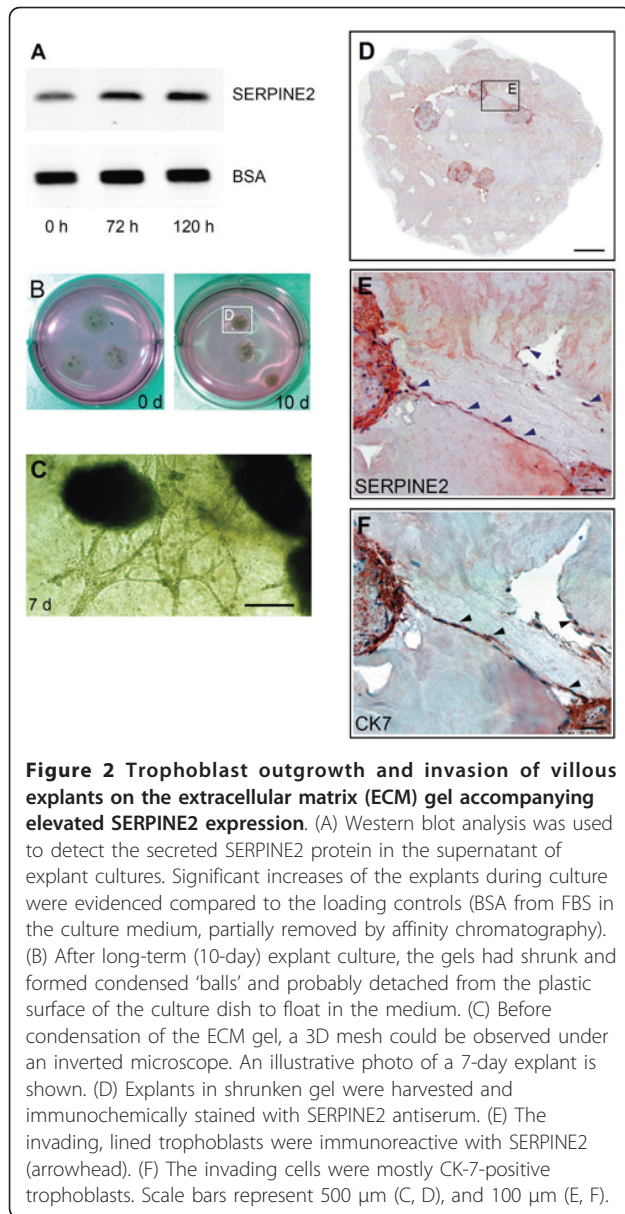 A
SERPINE2
BSA
0 h 72 h 120 h
B
0 d
D
10 d
C
7 d
D
E
E
SERPINE2
F
CK7
Figure 2 Trophoblast outgrowth and invasion of villous
explants on the extracellular matrix (ECM) gel accompanying
elevated SERPINE2 expression. (A) Western blot analysis was used
to detect the secreted SERPINE2 protein in the supernatant of
explant cultures. Significant increases of the explants during culture
were evidenced compared to the loading controls (BSA from FBS in
the culture medium, partially removed by affinity chromatography).
(B) After long-term (10-day) explant culture, the gels had shrunk and
formed condensed 'balls' and probably detached from the plastic
surface of the culture dish to float in the medium. (C) Before
condensation of the ECM gel, a 3D mesh could be observed under
an inverted microscope. An illustrative photo of a 7-day explant is
shown. (D) Explants in shrunken gel were harvested and
immunochemically stained with SERPINE2 antiserum. (E) The
invading, lined trophoblasts were immunoreactive with SERPINE2
(arrowhead). (F) The invading cells were mostly CK-7-positive
trophoblasts. Scale bars represent 500 μm (C, D), and 100 μm (E, F).